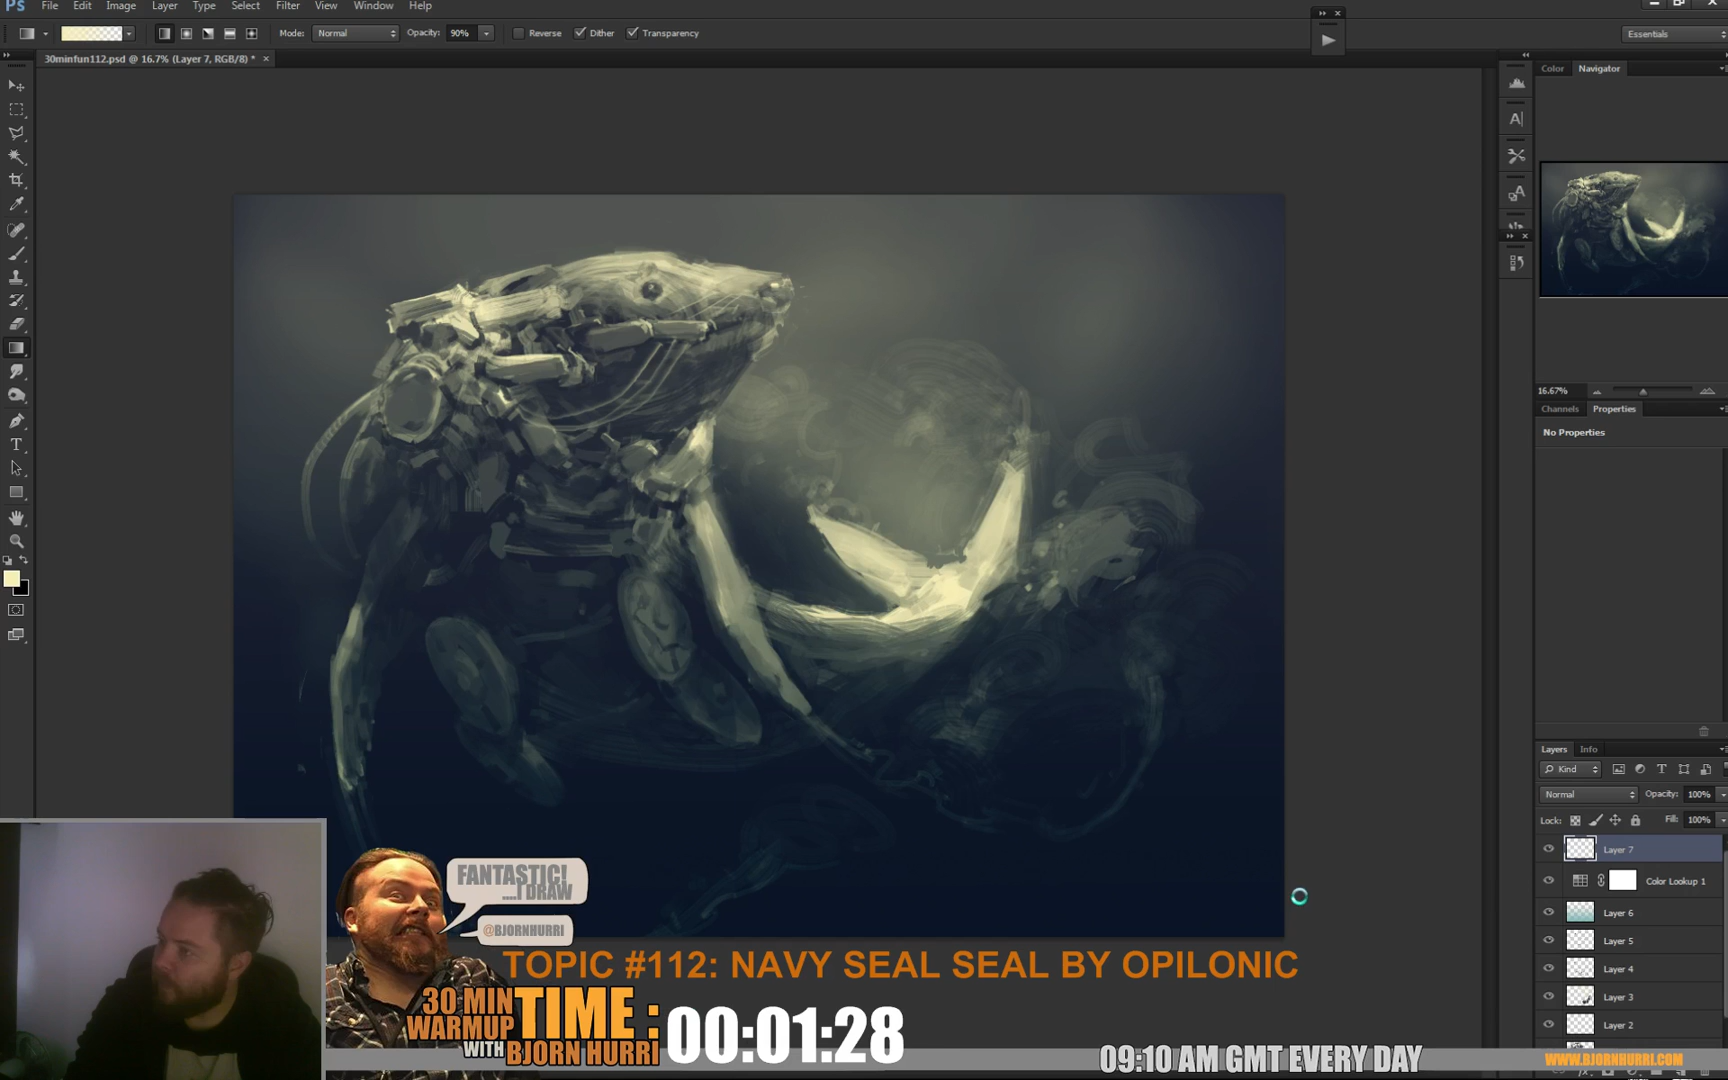 Ps File Edit Image Layer Type Select Filter View Window Help
Mode: Normal Opacity: 90% Reverse Dither Transparency
Essentials
30minfun112.psd @ 16.7% (Layer 7, RGB/8) *
Color Navigator
16.67%
Channels Properties
No Properties
Layers Info
Kind
Normal Opacity: 100%
Lock: Fill: 100%
Layer 7
Color Lookup 1
Layer 6
Layer 5
Layer 4
Layer 3
Layer 2
FANTASTIC!
....I DRAW
@BJORNHURRI
TOPIC #112: NAVY SEAL SEAL BY OPILONIC
30 MIN
WARMUP
WITH BJORN HURRI
TIME :
00:01:28
09:10 AM GMT EVERY DAY
WWW.BJORNHURRI.COM